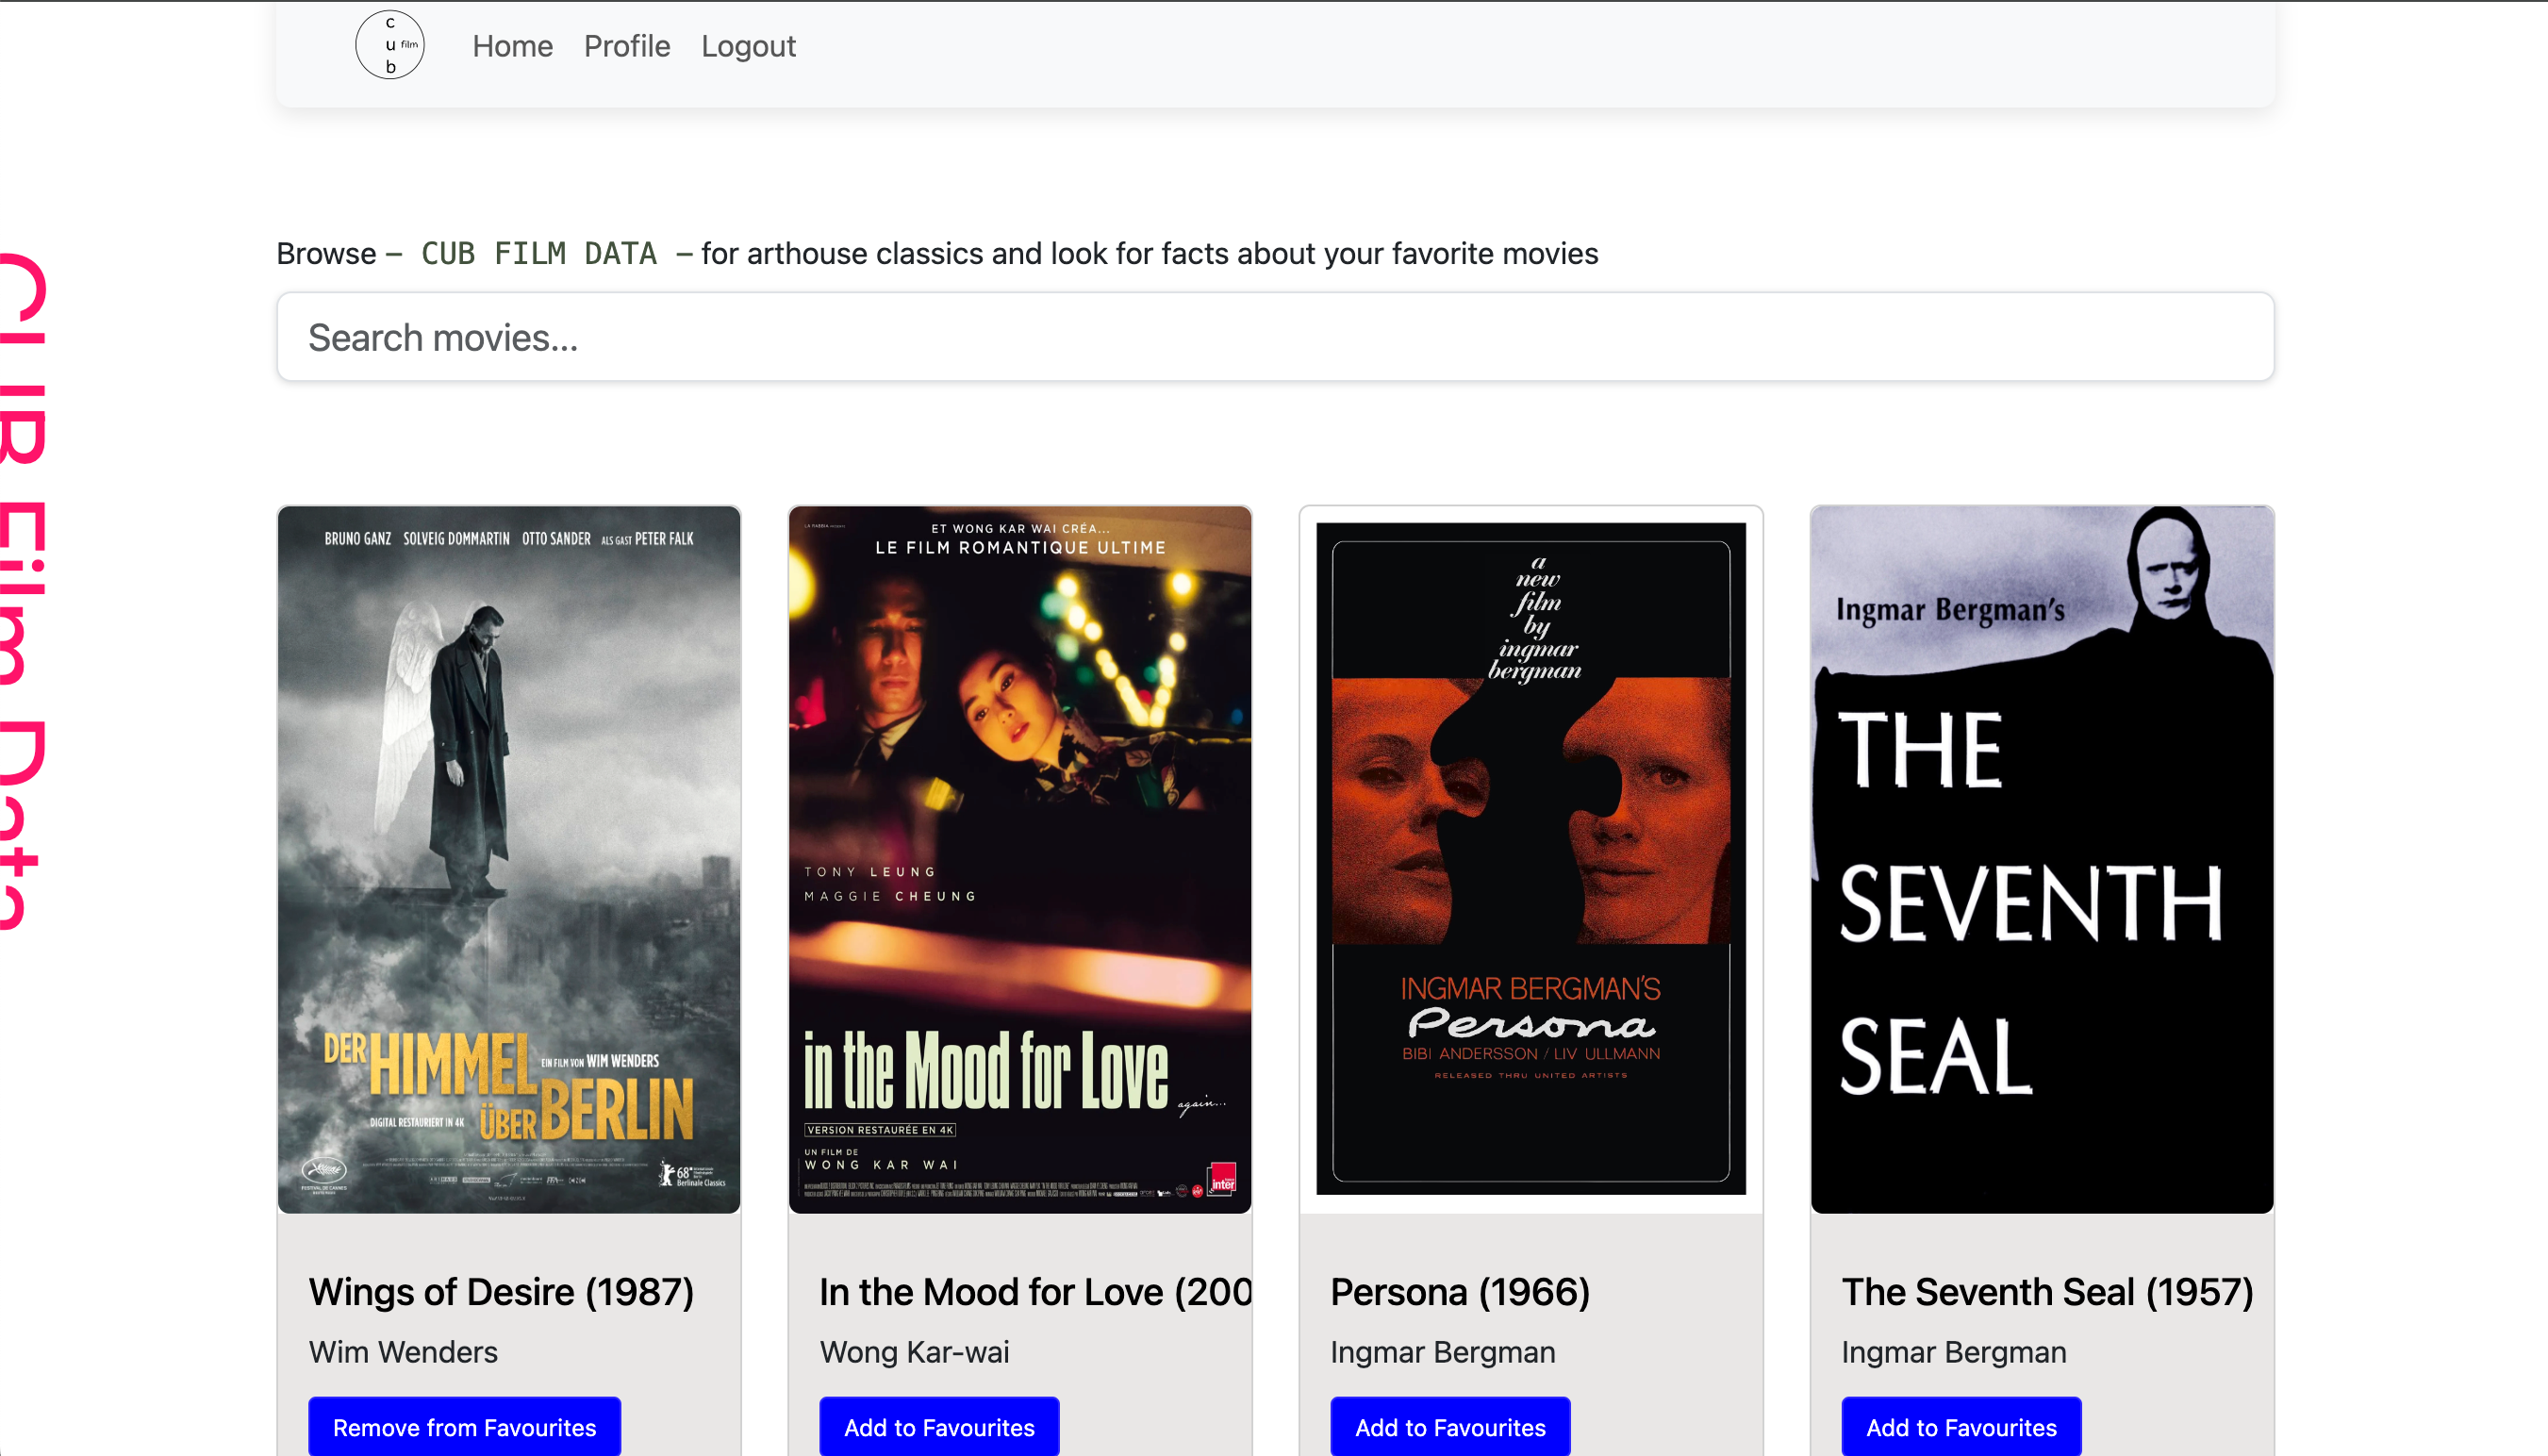 c
u film
b
Home Profile Logout
CUB Film Data
Browse – CUB FILM DATA – for arthouse classics and look for facts about your favorite movies
Search movies...
BRUNO GANZ SOLVEIG DOMMARTIN OTTO SANDER ALS GAST PETER FALK
DER HIMMEL
EIN FILM VON WIM WENDERS
ÜBER BERLIN
DIGITAL RESTAURIERT IN 4K
FESTIVAL DE CANNES
68
Berlinale Classics
Wings of Desire (1987)
Wim Wenders
Remove from Favourites
ET WONG KAR WAI CRÉA...
LE FILM ROMANTIQUE ULTIME
TONY LEUNG
MAGGIE CHEUNG
in the Mood for Love
again...
VERSION RESTAURÉE EN 4K
UN FILM DE
WONG KAR WAI
inter
In the Mood for Love (200
Wong Kar-wai
Add to Favourites
a
new
film
by
ingmar
bergman
INGMAR BERGMAN'S
Persona
BIBI ANDERSSON / LIV ULLMANN
RELEASED THRU UNITED ARTISTS
Persona (1966)
Ingmar Bergman
Add to Favourites
Ingmar Bergman's
THE
SEVENTH
SEAL
The Seventh Seal (1957)
Ingmar Bergman
Add to Favourites